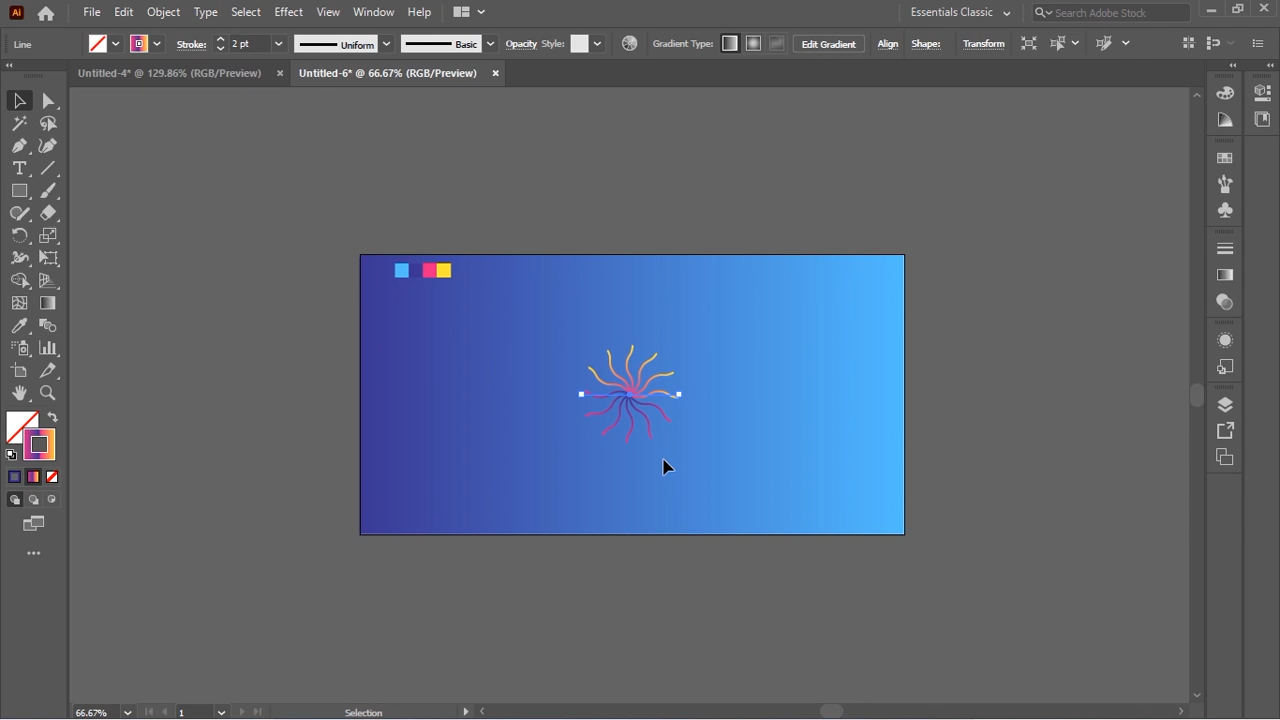 Ai File Edit Object Type Select Effect View Window Help Essentials Classic Search Adobe Stock
Line Stroke: 2 pt Uniform Basic Opacity Style: Gradient Type: Edit Gradient Align Shape: Transform
Untitled-4* @ 129.86% (RGB/Preview) × Untitled-6* @ 66.67% (RGB/Preview) ×
66.67% 1 Selection